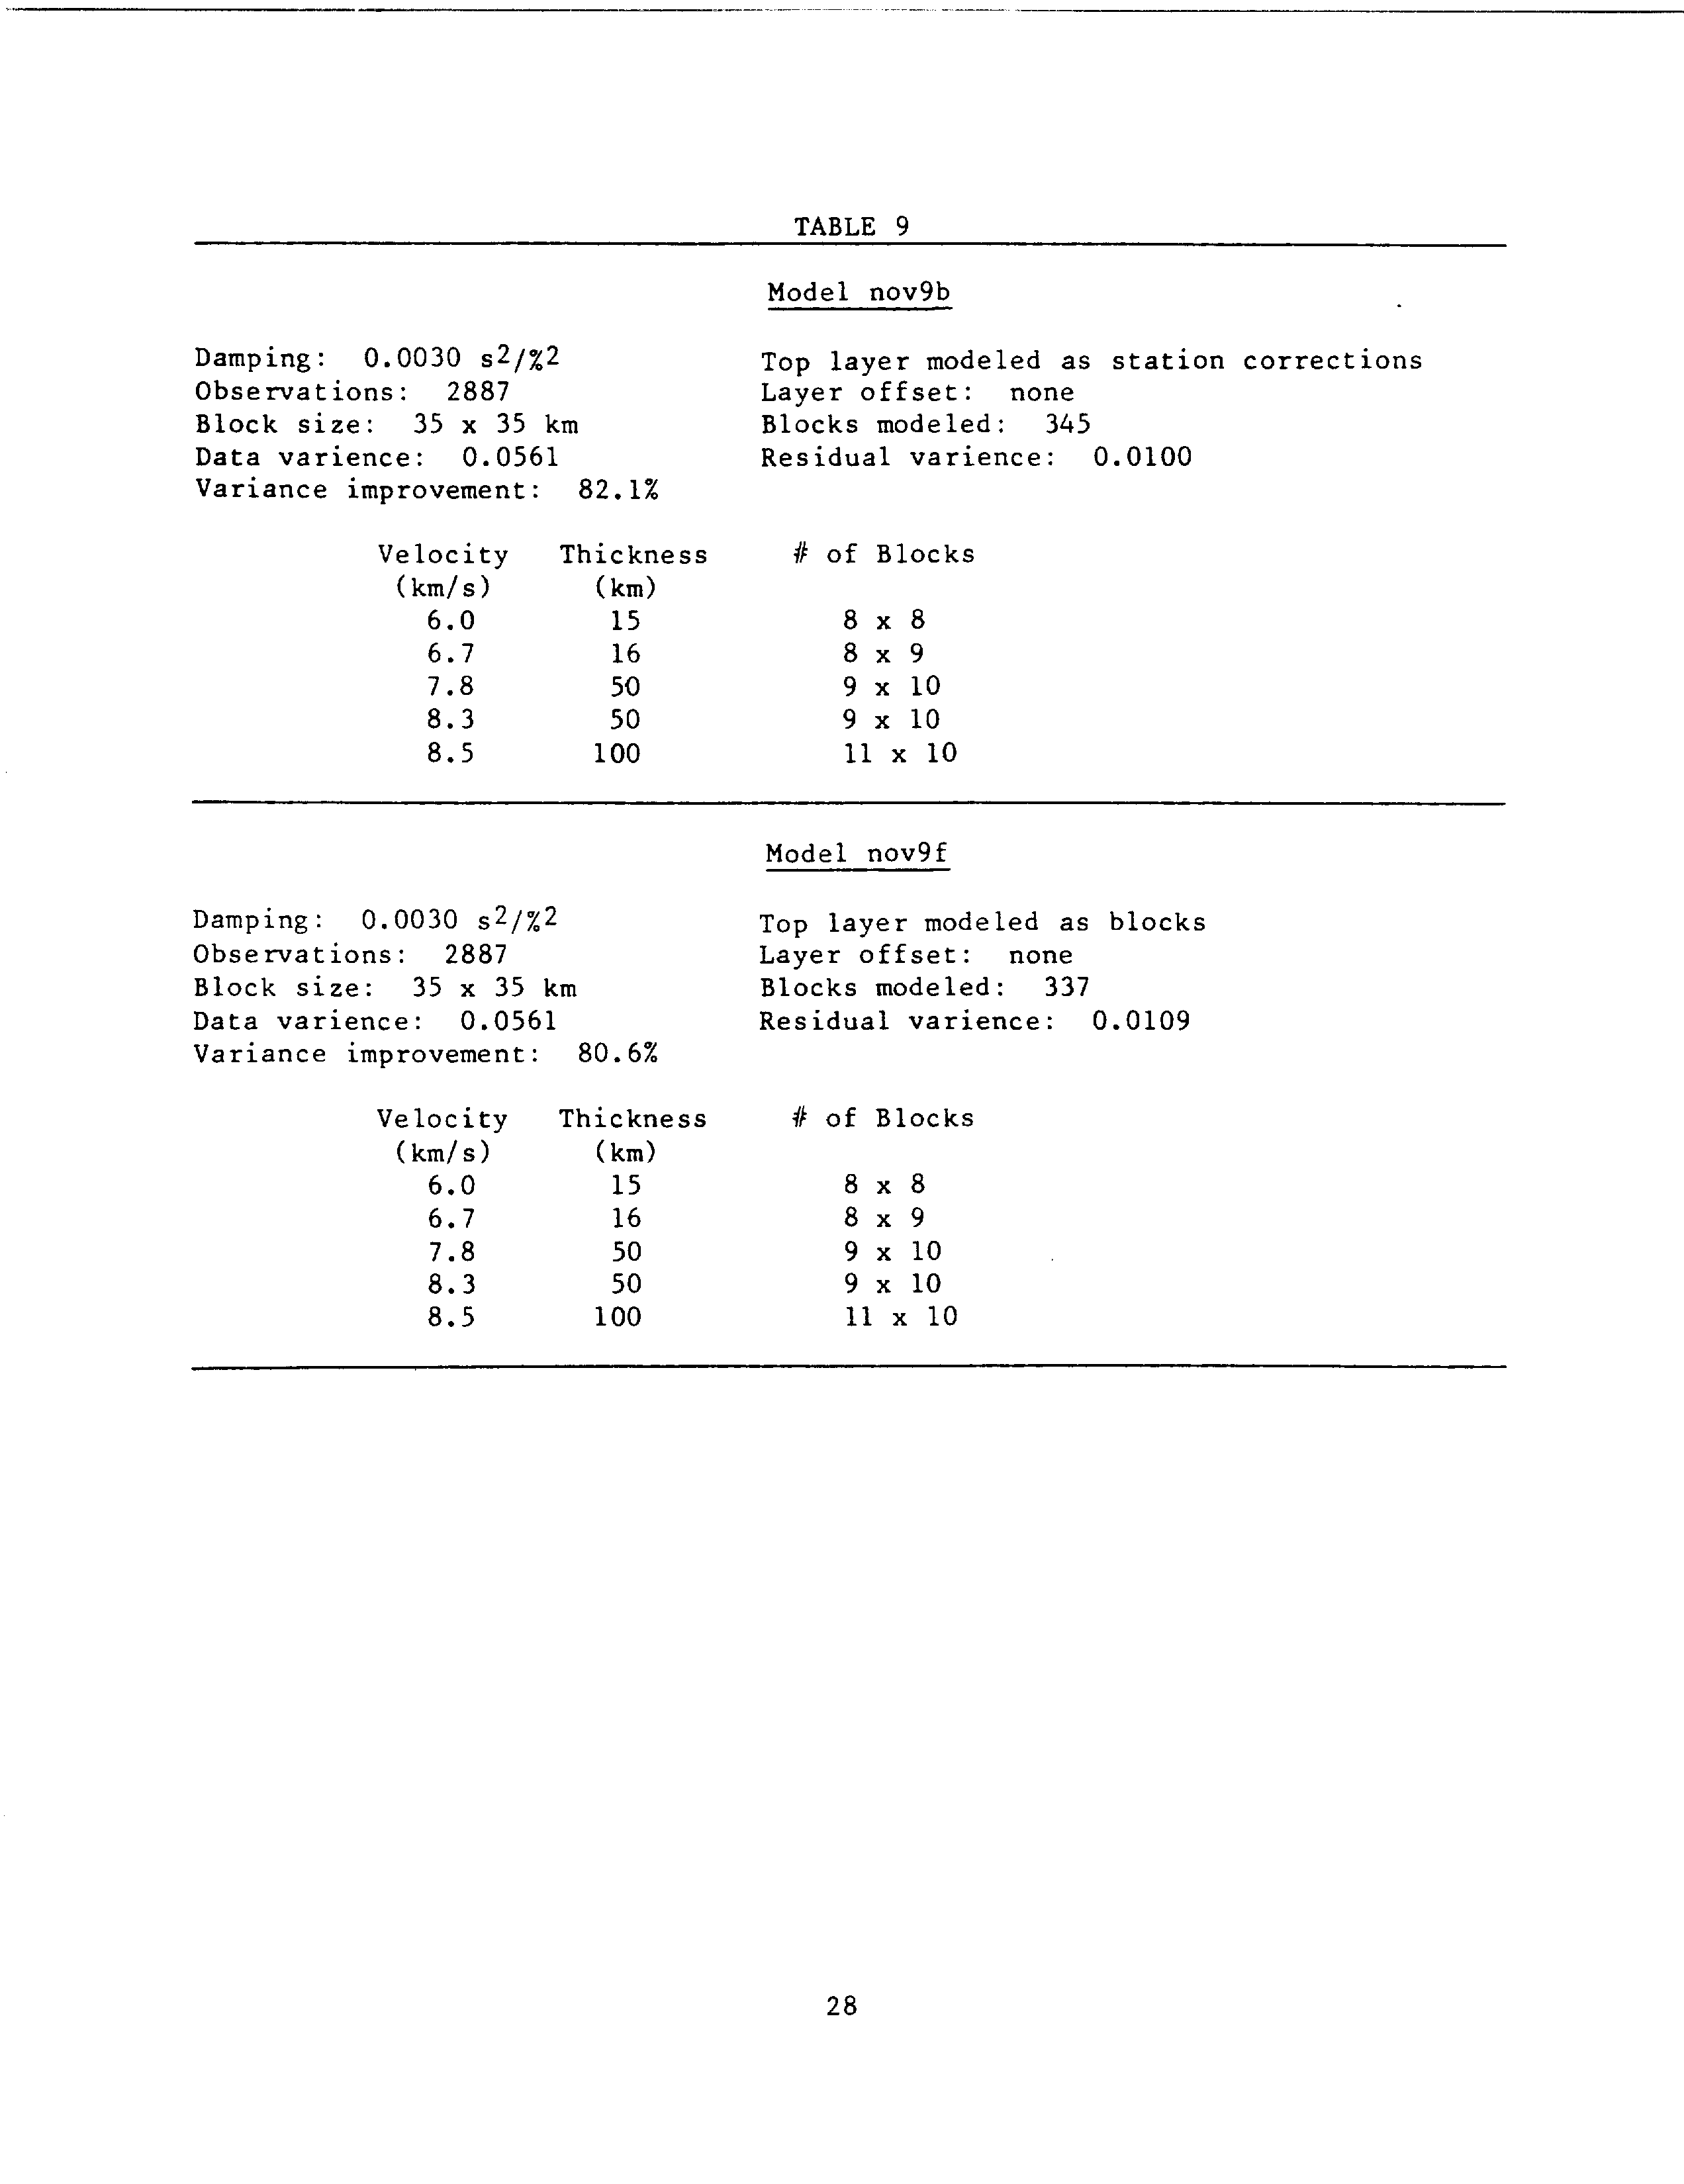 TABLE 9
Model nov9b
Damping: 0.0030 s2/%2 Top layer modeled as station corrections
Observations: 2887 Layer offset: none
Block size: 35 x 35 km Blocks modeled: 345
Data varience: 0.0561 Residual varience: 0.0100
Variance improvement: 82.1%
Velocity Thickness # of Blocks
(km/s) (km)
6.0 15 8 x 8
6.7 16 8 x 9
7.8 50 9 x 10
8.3 50 9 x 10
8.5 100 11 x 10
Model nov9f
Damping: 0.0030 s2/%2 Top layer modeled as blocks
Observations: 2887 Layer offset: none
Block size: 35 x 35 km Blocks modeled: 337
Data varience: 0.0561 Residual varience: 0.0109
Variance improvement: 80.6%
Velocity Thickness # of Blocks
(km/s) (km)
6.0 15 8 x 8
6.7 16 8 x 9
7.8 50 9 x 10
8.3 50 9 x 10
8.5 100 11 x 10
28